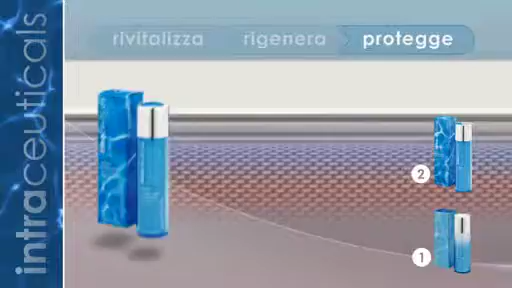 intraceuticals
rivitalizza
rigenera
protegge
2
1